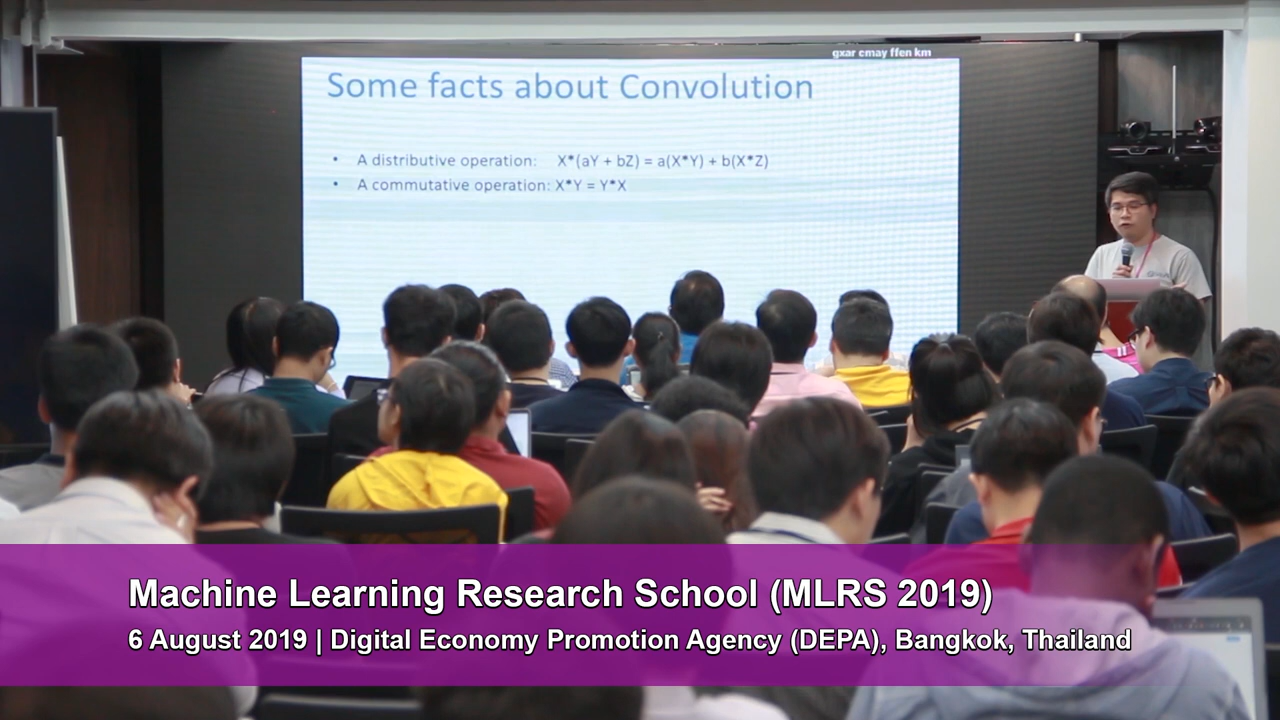 gxar cmay ffen km
Some facts about Convolution
• A distributive operation: X*(aY + bZ) = a(X*Y) + b(X*Z)
• A commutative operation: X*Y = Y*X
Machine Learning Research School (MLRS 2019)
6 August 2019 | Digital Economy Promotion Agency (DEPA), Bangkok, Thailand